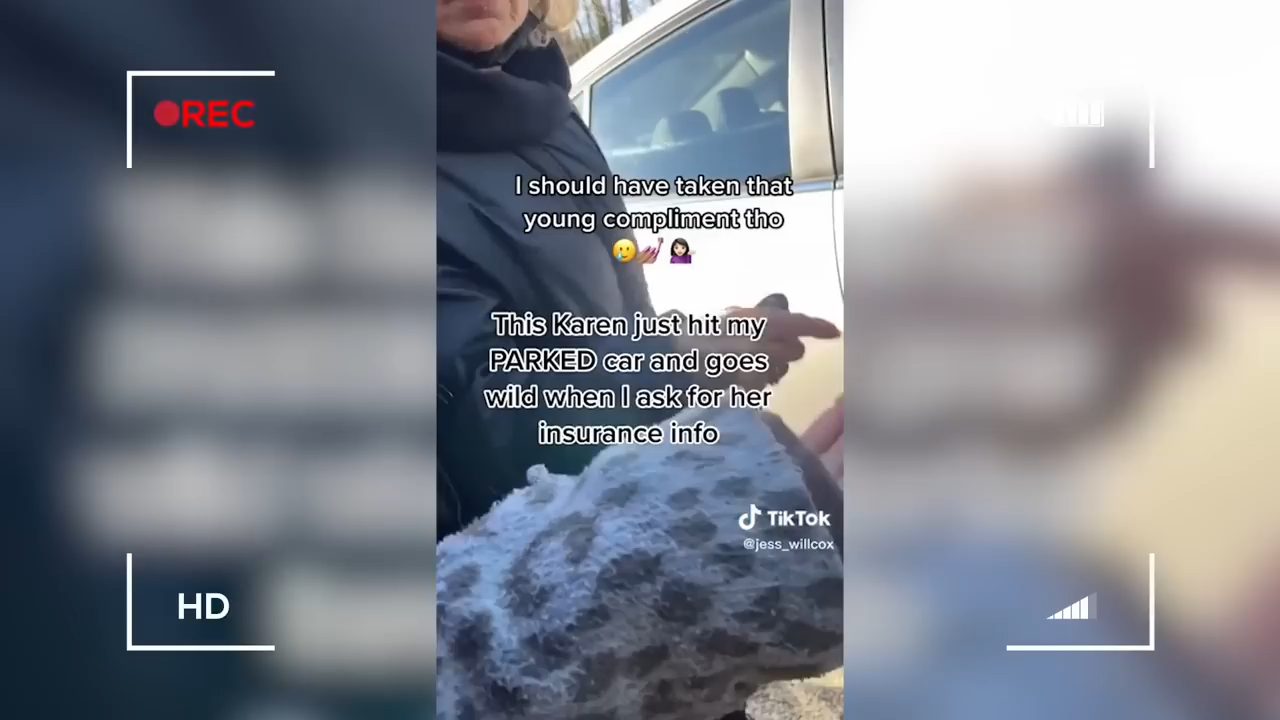 REC
I should have taken that
young compliment tho
🥲💅🏻💁🏻‍♀️
This Karen just hit my
PARKED car and goes
wild when I ask for her
insurance info
TikTok
@jess_willcox
HD